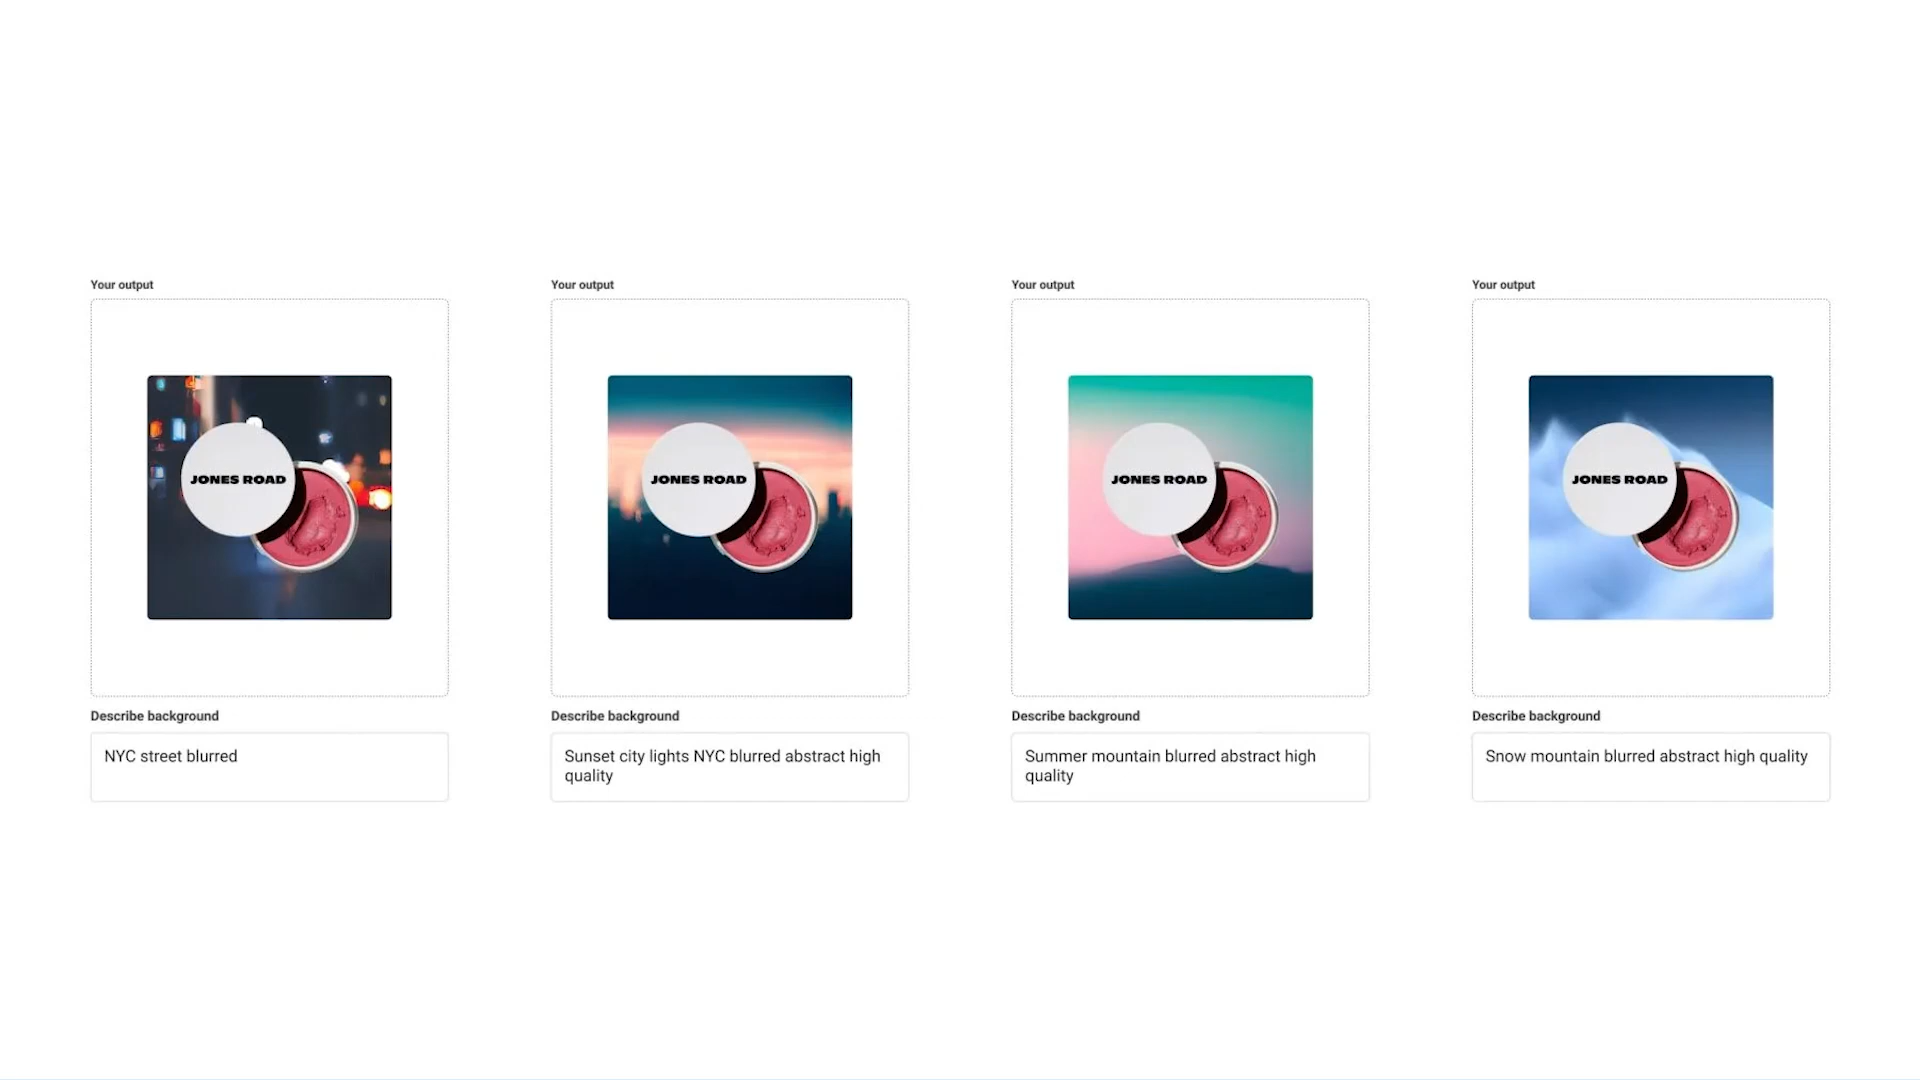 Your output
JONES ROAD
Describe background
NYC street blurred
Your output
JONES ROAD
Describe background
Sunset city lights NYC blurred abstract high
quality
Your output
JONES ROAD
Describe background
Summer mountain blurred abstract high
quality
Your output
JONES ROAD
Describe background
Snow mountain blurred abstract high quality